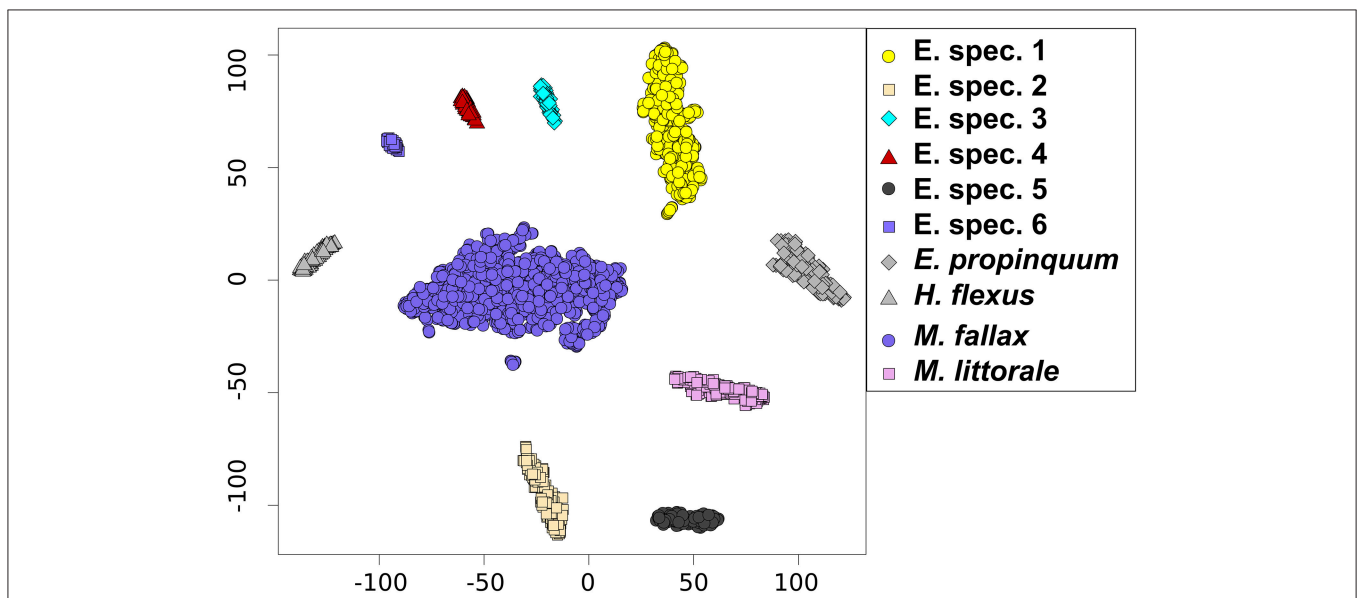 100
50
0
-50
-100
-100 -50 0 50 100
E. spec. 1
E. spec. 2
E. spec. 3
E. spec. 4
E. spec. 5
E. spec. 6
E. propinquum
H. flexus
M. fallax
M. littorale